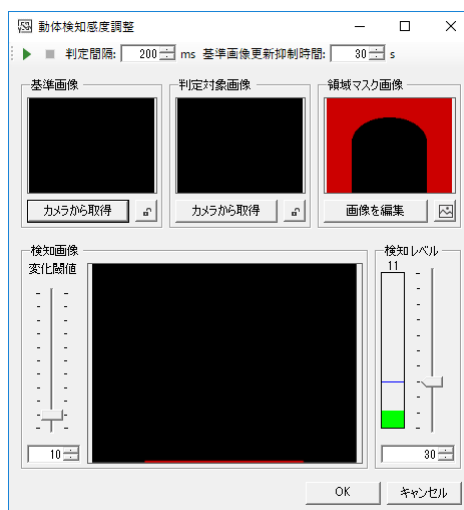 動体検知感度調整
判定間隔: 200 ms 基準画像更新抑制時間: 30 s
基準画像
判定対象画像
領域マスク画像
カメラから取得
カメラから取得
画像を編集
検知画像
変化閾値
10
検知レベル
11
30
OK
キャンセル